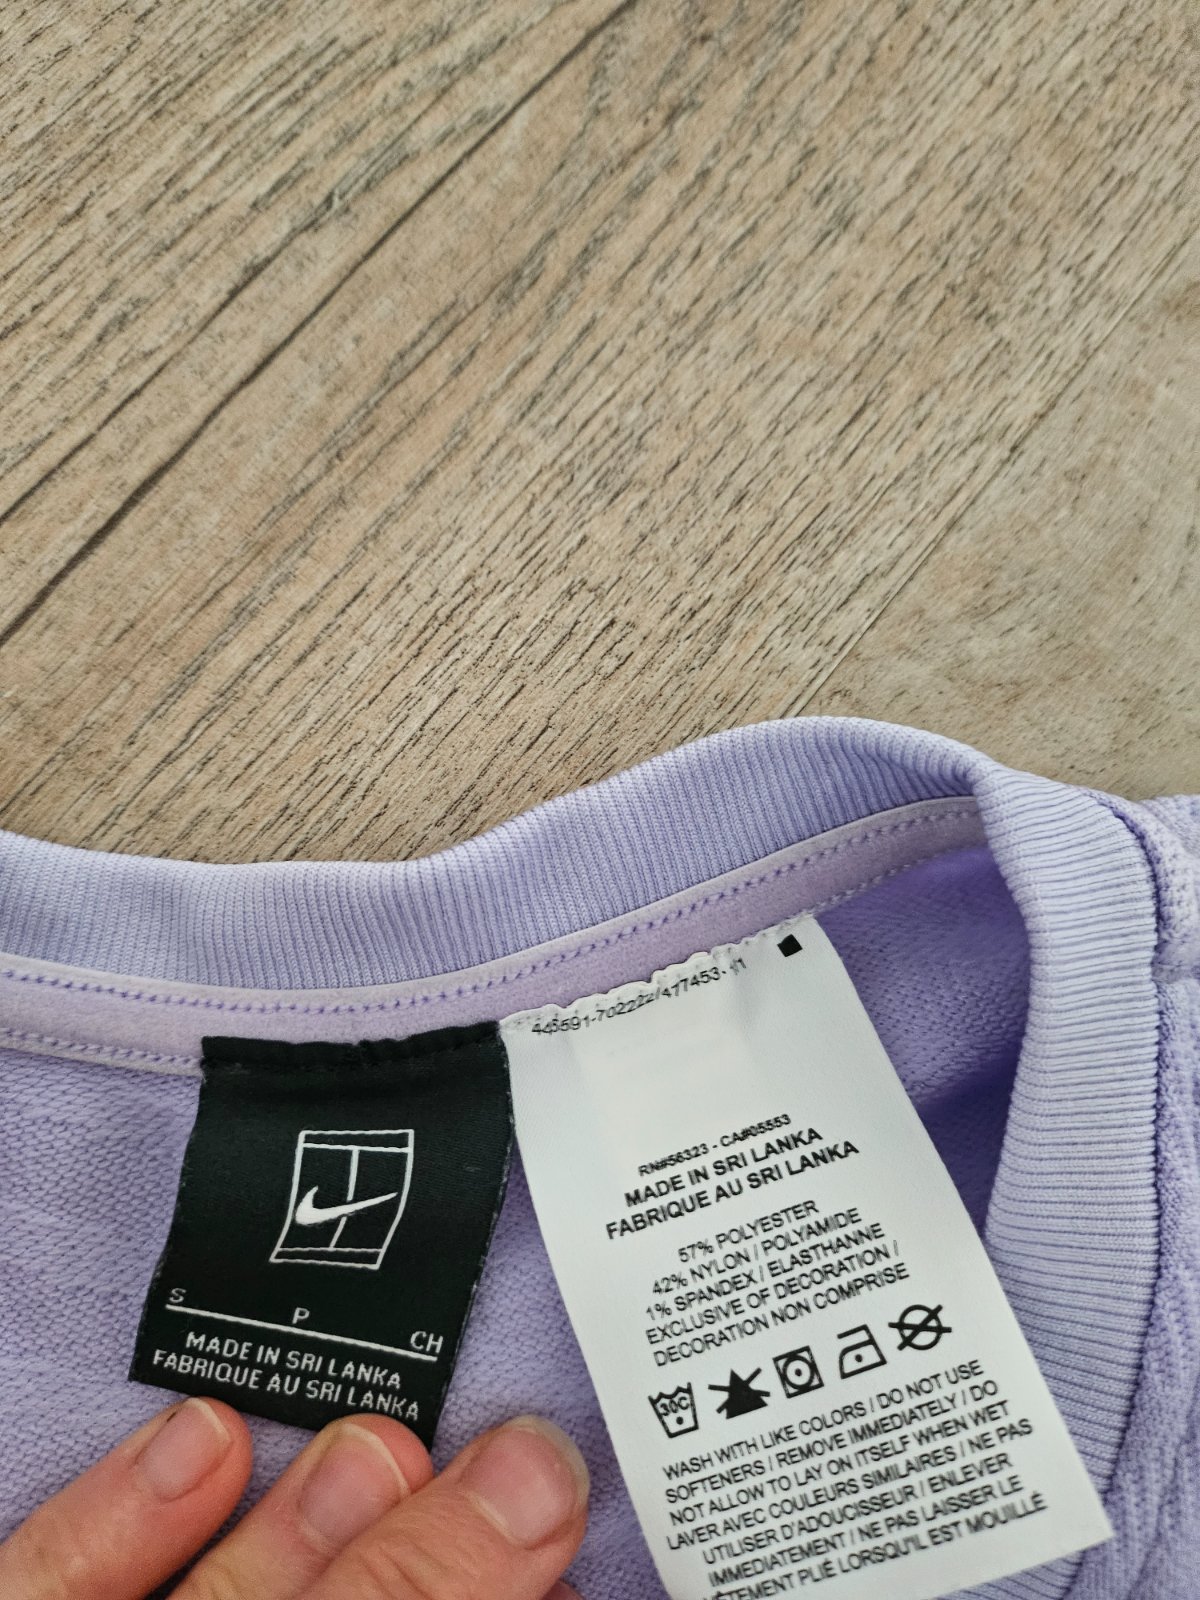 S
P
CH
MADE IN SRI LANKA
FABRIQUE AU SRI LANKA
RN#56323 - CA#05553
MADE IN SRI LANKA
FABRIQUE AU SRI LANKA
57% POLYESTER
42% NYLON / POLYAMIDE
1% SPANDEX / ELASTHANNE
EXCLUSIVE OF DECORATION /
DECORATION NON COMPRISE
30C
WASH WITH LIKE COLORS / DO NOT USE
SOFTENERS / REMOVE IMMEDIATELY / DO
NOT ALLOW TO LAY ON ITSELF WHEN WET
LAVER AVEC COULEURS SIMILAIRES / NE PAS
UTILISER D'ADOUCISSEUR / ENLEVER
IMMEDIATEMENT / NE PAS LAISSER LE
VÊTEMENT PLIÉ LORSQU'IL EST MOUILLÉ